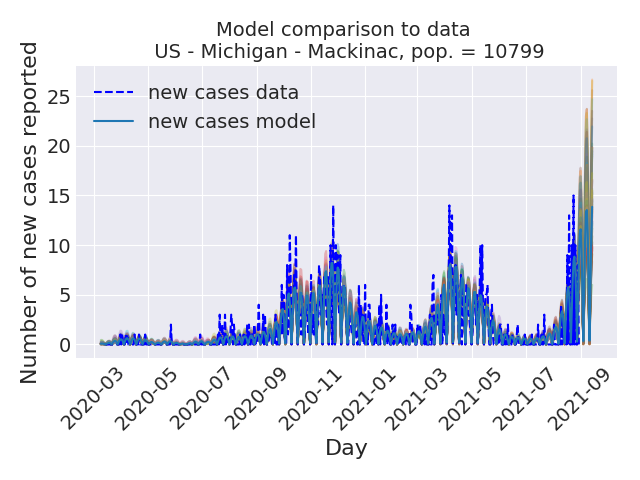 Model comparison to data
US - Michigan - Mackinac, pop. = 10799
Number of new cases reported
new cases data
new cases model
25
20
15
10
5
0
2020-03
2020-05
2020-07
2020-09
2020-11
2021-01
2021-03
2021-05
2021-07
2021-09
Day